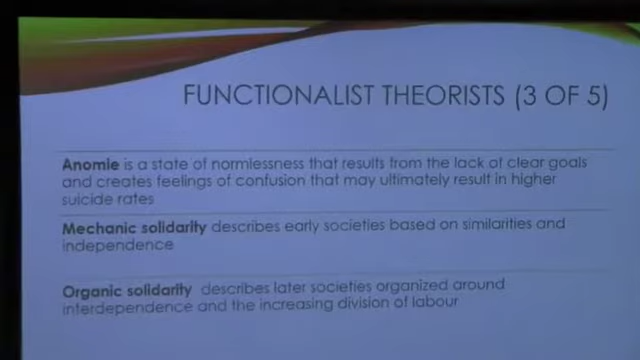 FUNCTIONALIST THEORISTS (3 OF 5)
Anomie is a state of normlessness that results from the lack of clear goals
and creates feelings of confusion that may ultimately result in higher
suicide rates
Mechanic solidarity describes early societies based on similarities and
independence
Organic solidarity describes later societies organized around
interdependence and the increasing division of labour